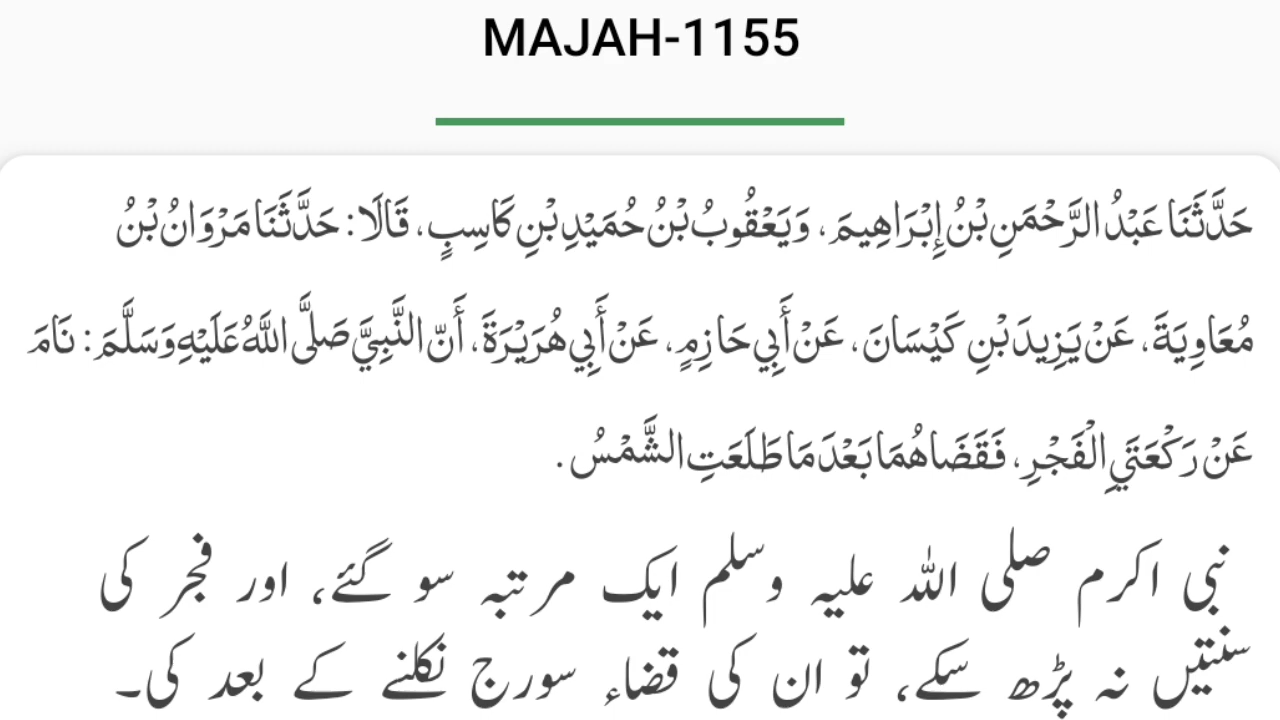 MAJAH-1155
حَدَّثَنَا عَبْدُ الرَّحْمَنِ بْنُ إِبْرَاهِيمَ، وَيَعْقُوبُ بْنُ حُمَيْدِ بْنِ كَاسِبٍ، قَالَا: حَدَّثَنَا مَرْوَانُ بْنُ
مُعَاوِيَةَ، عَنْ يَزِيدَ بْنِ كَيْسَانَ، عَنْ أَبِي حَازِمٍ، عَنْ أَبِي هُرَيْرَةَ، أَنّ النَّبِيَّ صَلَّى اللَّهُ عَلَيْهِ وَسَلَّمَ: نَامَ
عَنْ رَكْعَتَيِ الْفَجْرِ، فَقَضَاهُمَا بَعْدَ مَا طَلَعَتِ الشَّمْسُ .
نبی اکرم صلی اللہ علیہ وسلم ایک مرتبہ سو گئے، اور فجر کی
سنتیں نہ پڑھ سکے، تو ان کی قضاء سورج نکلنے کے بعد کی۔